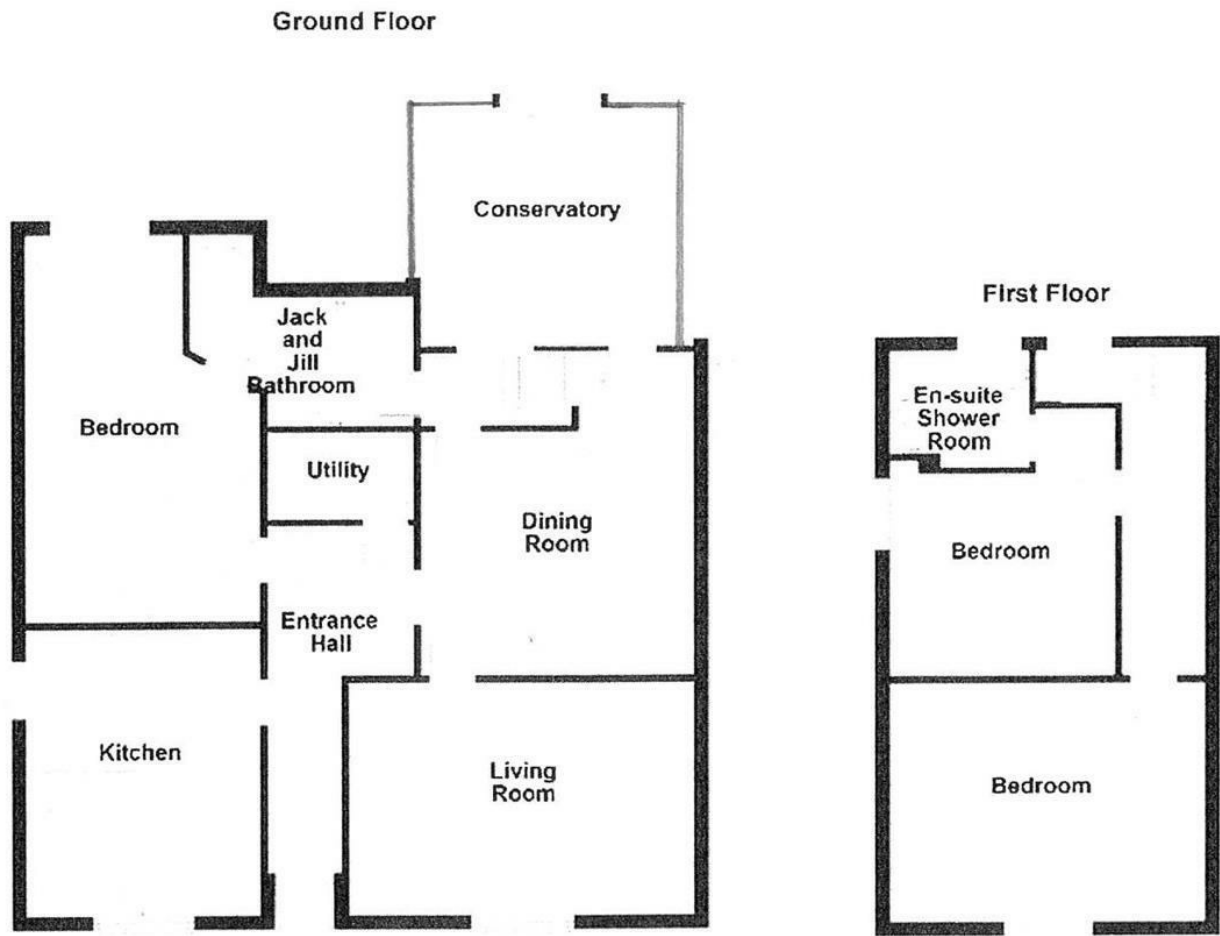 Ground Floor
Conservatory
Jack
and
Jill
Bathroom
Bedroom
Utility
Dining
Room
Entrance
Hall
Kitchen
Living
Room
First Floor
En-suite
Shower
Room
Bedroom
Bedroom